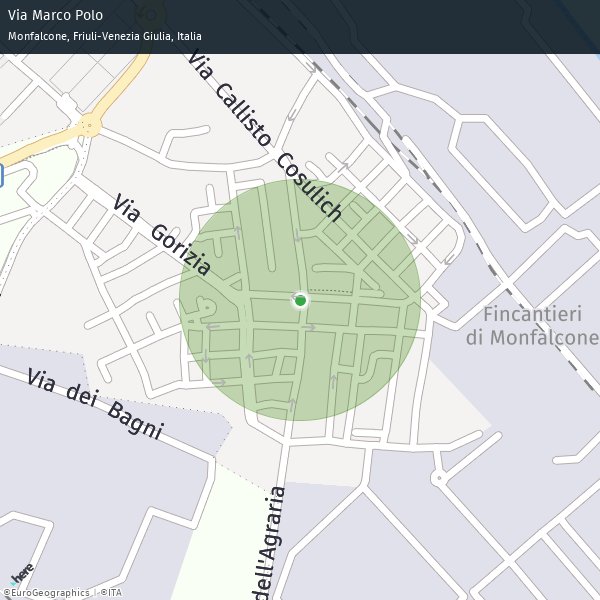 Via Marco Polo
Monfalcone, Friuli-Venezia Giulia, Italia
Via Callisto Cosulich
Via Gorizia
Fincantieri
di Monfalcone
Via dei Bagni
dell'Agraria
here
©EuroGeographics | ©ITA